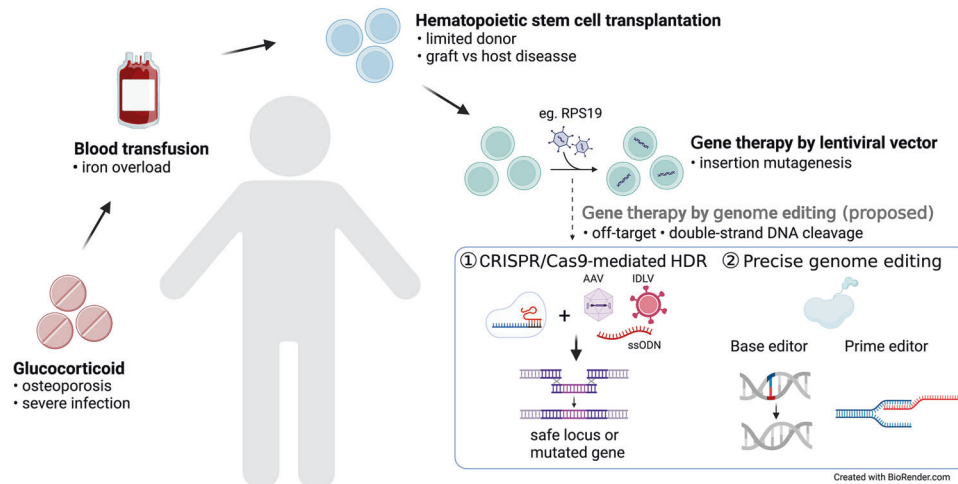 Hematopoietic stem cell transplantation
• limited donor
• graft vs host diseasse
Blood transfusion
• iron overload
Glucocorticoid
• osteoporosis
• severe infection
eg. RPS19
Gene therapy by lentiviral vector
• insertion mutagenesis
Gene therapy by genome editing (proposed)
• off-target • double-strand DNA cleavage
① CRISPR/Cas9-mediated HDR
AAV
IDLV
+
ssODN
safe locus or
mutated gene
② Precise genome editing
Base editor
Prime editor
Created with BioRender.com